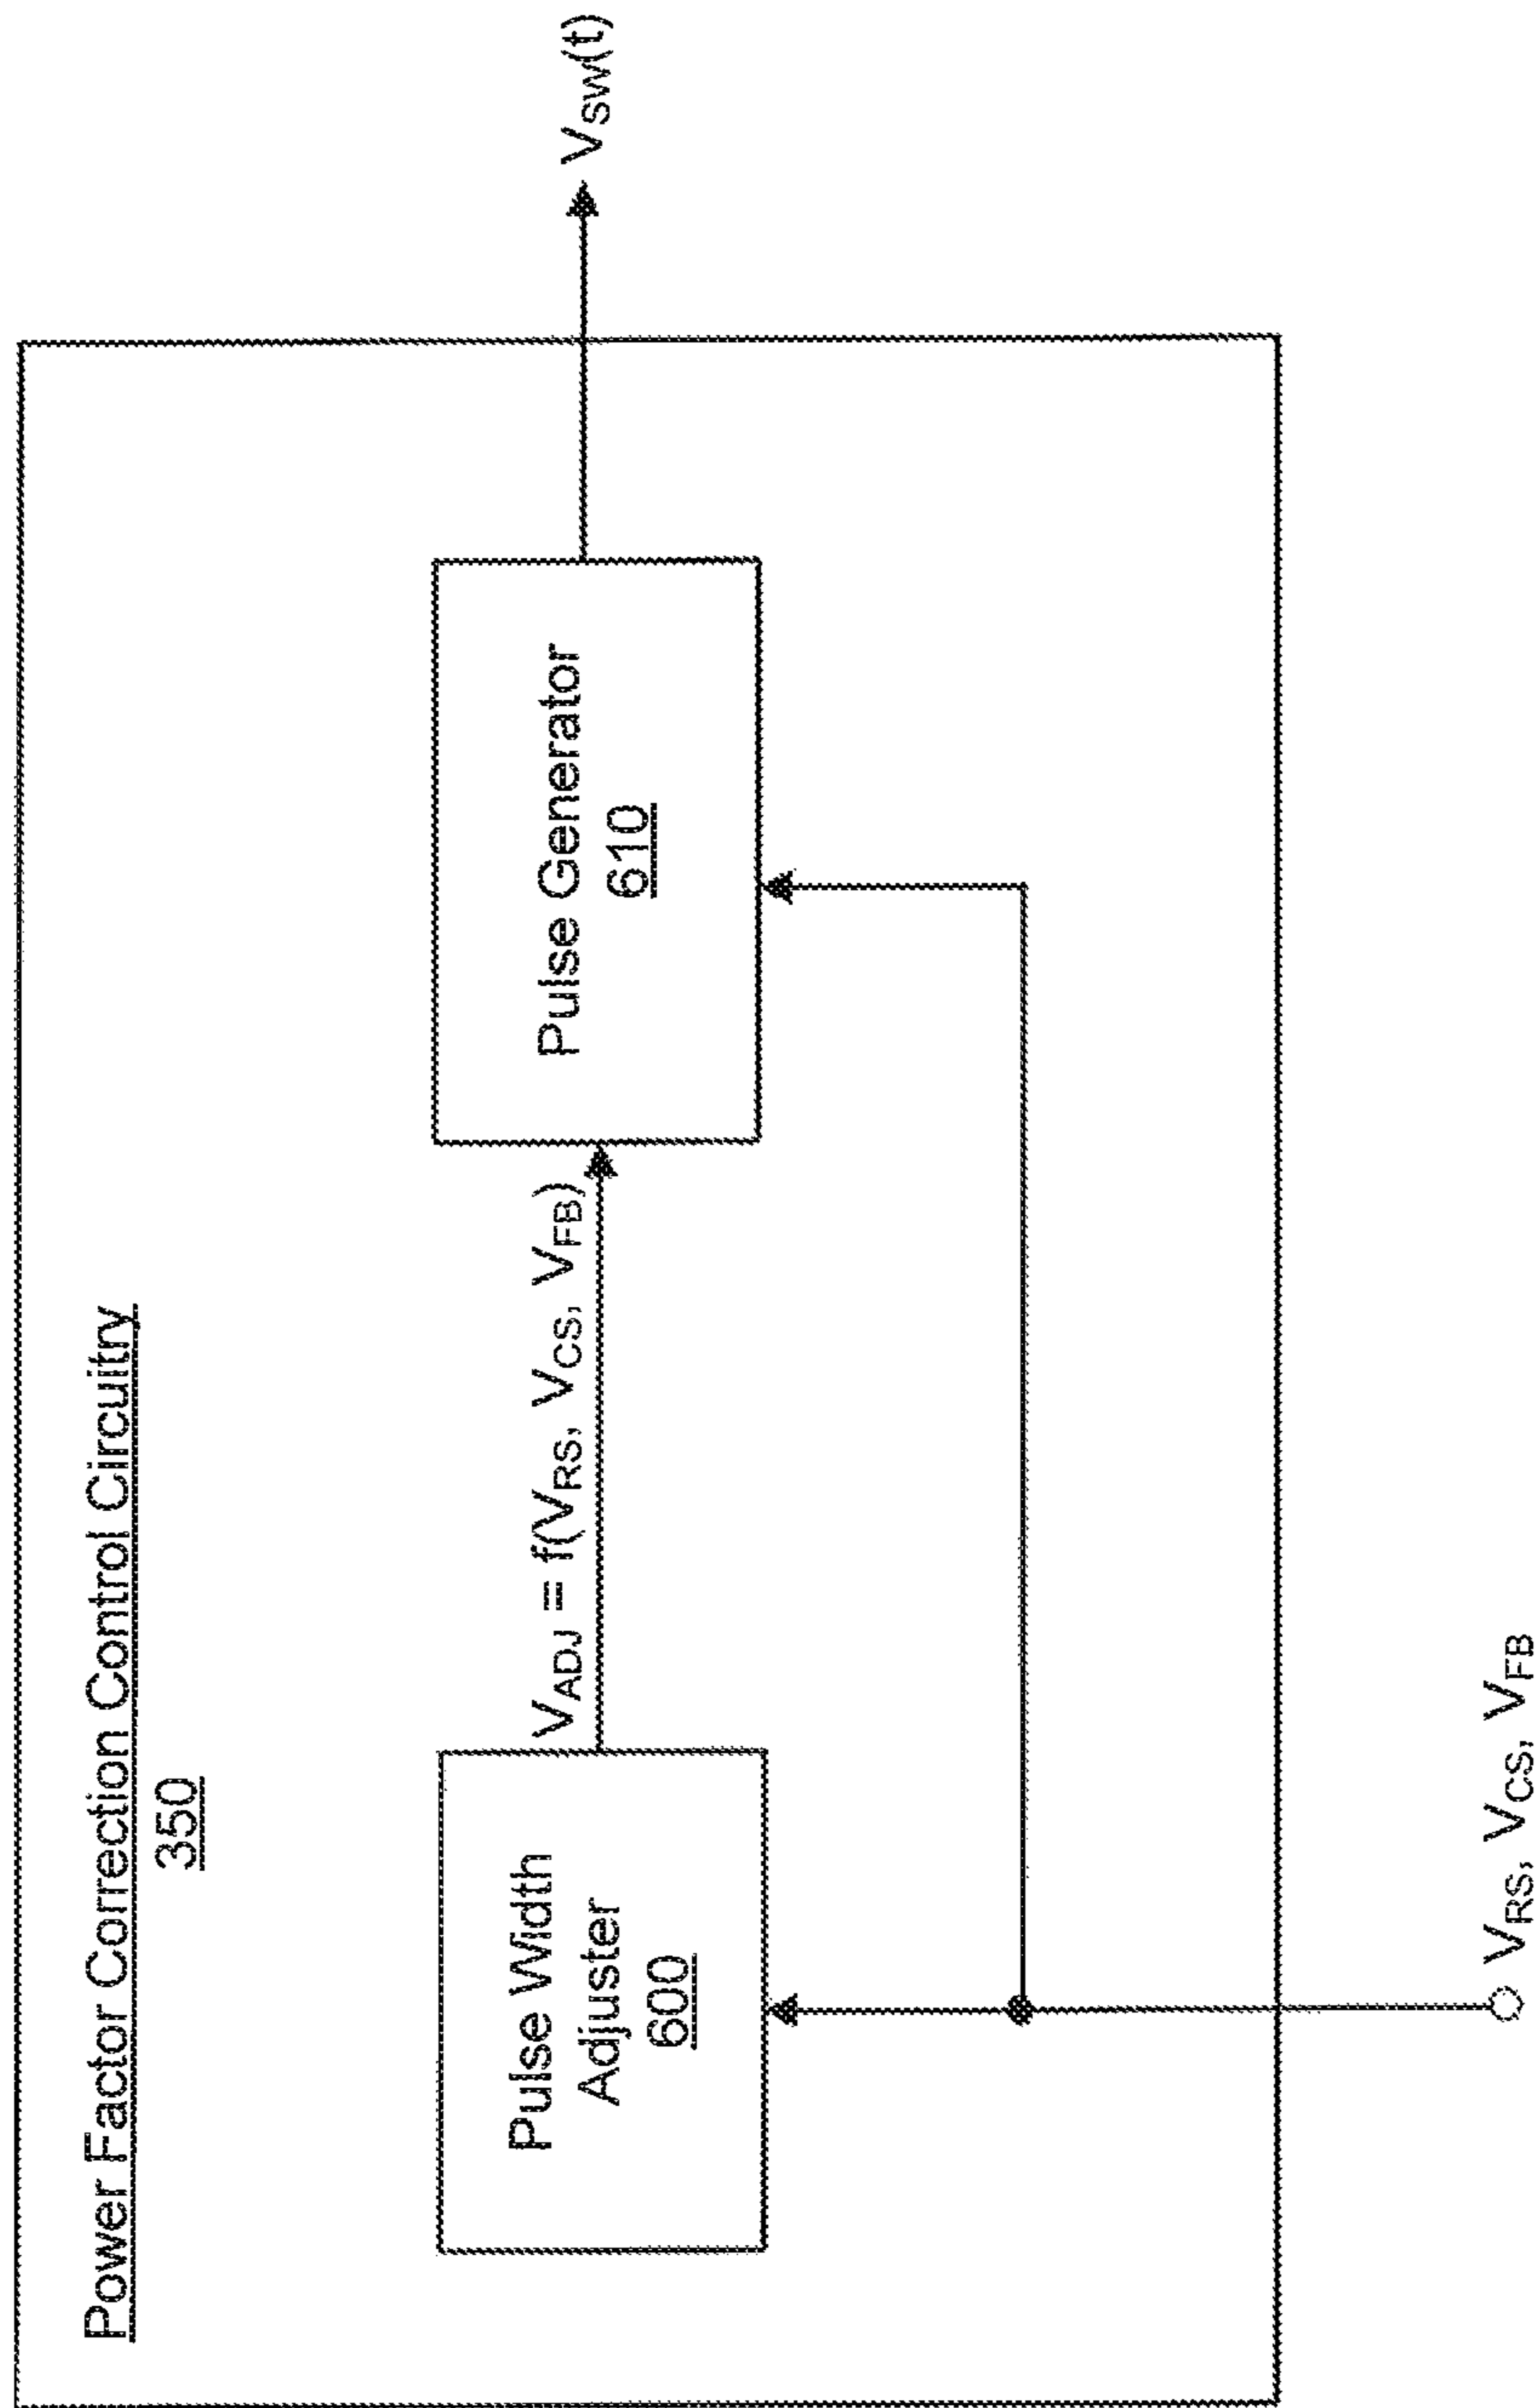 Power Factor Correction Control Circuitry
350
Pulse Width
Adjuster
600
VADJ = f(VRS, VCS, VFB)
Pulse Generator
610
VSW(t)
VRS, VCS, VFB